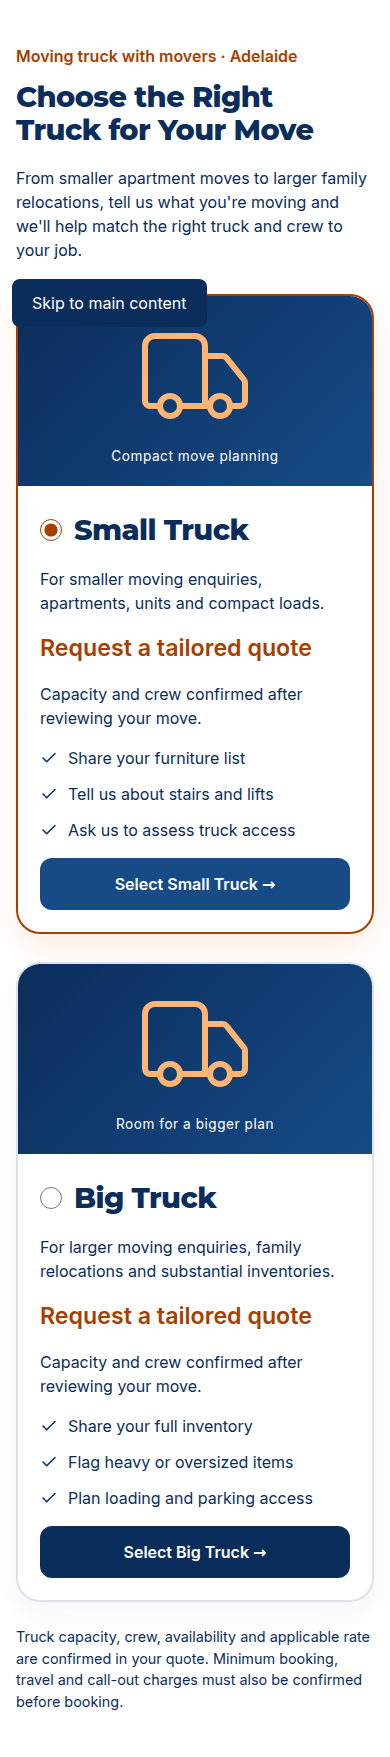 Moving truck with movers · Adelaide
Choose the Right
Truck for Your Move
From smaller apartment moves to larger family
relocations, tell us what you're moving and
we'll help match the right truck and crew to
your job.
Skip to main content
Compact move planning
Small Truck
For smaller moving enquiries,
apartments, units and compact loads.
Request a tailored quote
Capacity and crew confirmed after
reviewing your move.
Share your furniture list
Tell us about stairs and lifts
Ask us to assess truck access
Select Small Truck →
Room for a bigger plan
Big Truck
For larger moving enquiries, family
relocations and substantial inventories.
Request a tailored quote
Capacity and crew confirmed after
reviewing your move.
Share your full inventory
Flag heavy or oversized items
Plan loading and parking access
Select Big Truck →
Truck capacity, crew, availability and applicable rate
are confirmed in your quote. Minimum booking,
travel and call-out charges must also be confirmed
before booking.